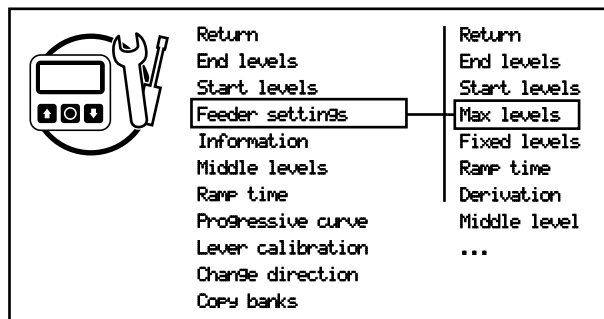 Return
End levels
Start levels
Feeder settings
Information
Middle levels
Ramp time
Progressive curve
Lever calibration
Change direction
Copy banks
Return
End levels
Start levels
Max levels
Fixed levels
Ramp time
Derivation
Middle level
...